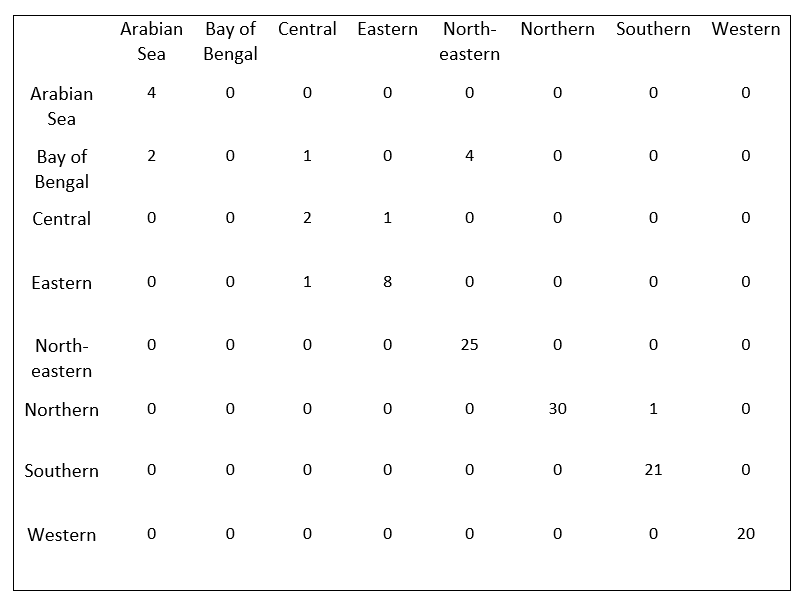 Arabian Bay of Central Eastern North- Northern Southern Western
Sea Bengal eastern
Arabian 4 0 0 0 0 0 0 0
Sea
Bay of 2 0 1 0 4 0 0 0
Bengal
Central 0 0 2 1 0 0 0 0
Eastern 0 0 1 8 0 0 0 0
North- 0 0 0 0 25 0 0 0
eastern
Northern 0 0 0 0 0 30 1 0
Southern 0 0 0 0 0 0 21 0
Western 0 0 0 0 0 0 0 20